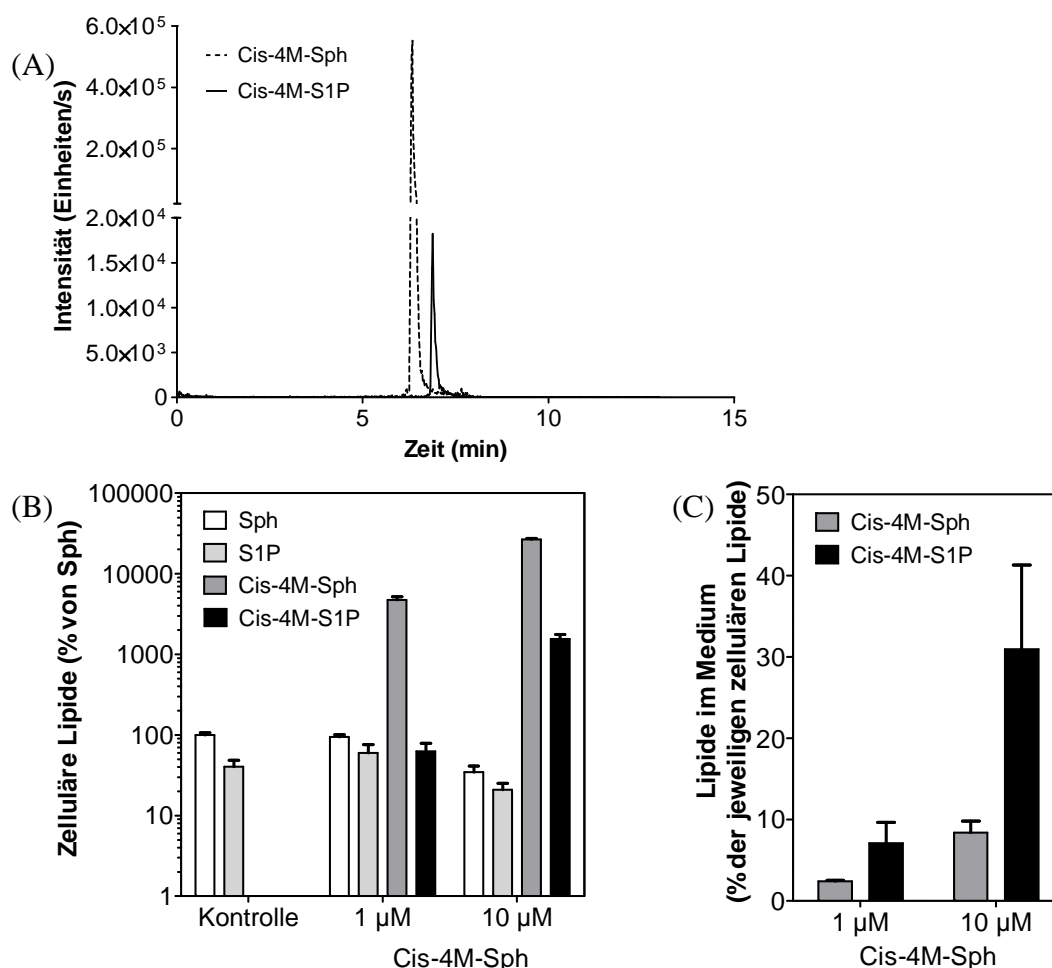 (A)
Intensität (Einheiten/s)
6.0×10⁵
4.0×10⁵
2.0×10⁵
2.0×10⁴
1.5×10⁴
1.0×10⁴
5.0×10³
0
Cis-4M-Sph
Cis-4M-S1P
0 5 10 15
Zeit (min)
(B)
Zelluläre Lipide (% von Sph)
100000
10000
1000
100
10
1
Sph
S1P
Cis-4M-Sph
Cis-4M-S1P
Kontrolle 1 µM 10 µM
Cis-4M-Sph
(C)
Lipide im Medium
(% der jeweiligen zellulären Lipide)
50
40
30
20
10
0
Cis-4M-Sph
Cis-4M-S1P
1 µM 10 µM
Cis-4M-Sph